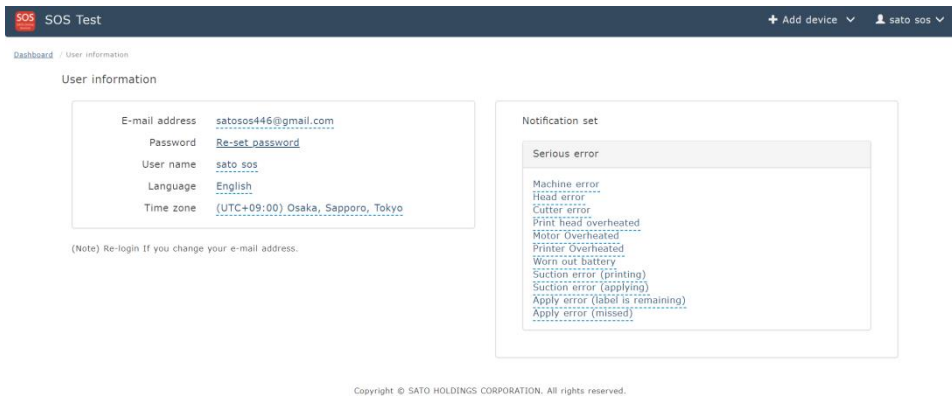 SOS SOS Test
Add device sato sos
Dashboard / User information
User information
E-mail address satosos446@gmail.com
Password Re-set password
User name sato sos
Language English
Time zone (UTC+09:00) Osaka, Sapporo, Tokyo
(Note) Re-login If you change your e-mail address.
Notification set
Serious error
Machine error
Head error
Cutter error
Print head overheated
Motor Overheated
Printer Overheated
Worn out battery
Suction error (printing)
Suction error (applying)
Apply error (label is remaining)
Apply error (missed)
Copyright © SATO HOLDINGS CORPORATION. All rights reserved.